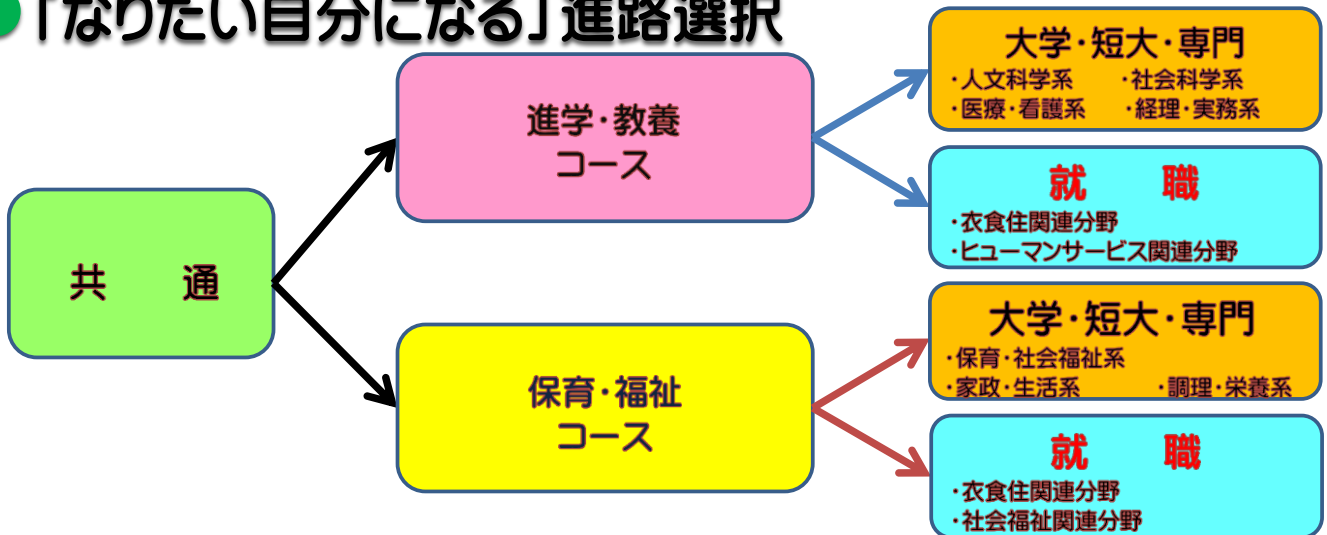 「なりたい自分になる」進路選択
共　通
進学・教養
コース
保育・福祉
コース
大学・短大・専門
・人文科学系　・社会科学系
・医療・看護系　・経理・実務系
就　職
・衣食住関連分野
・ヒューマンサービス関連分野
大学・短大・専門
・保育・社会福祉系
・家政・生活系　・調理・栄養系
就　職
・衣食住関連分野
・社会福祉関連分野